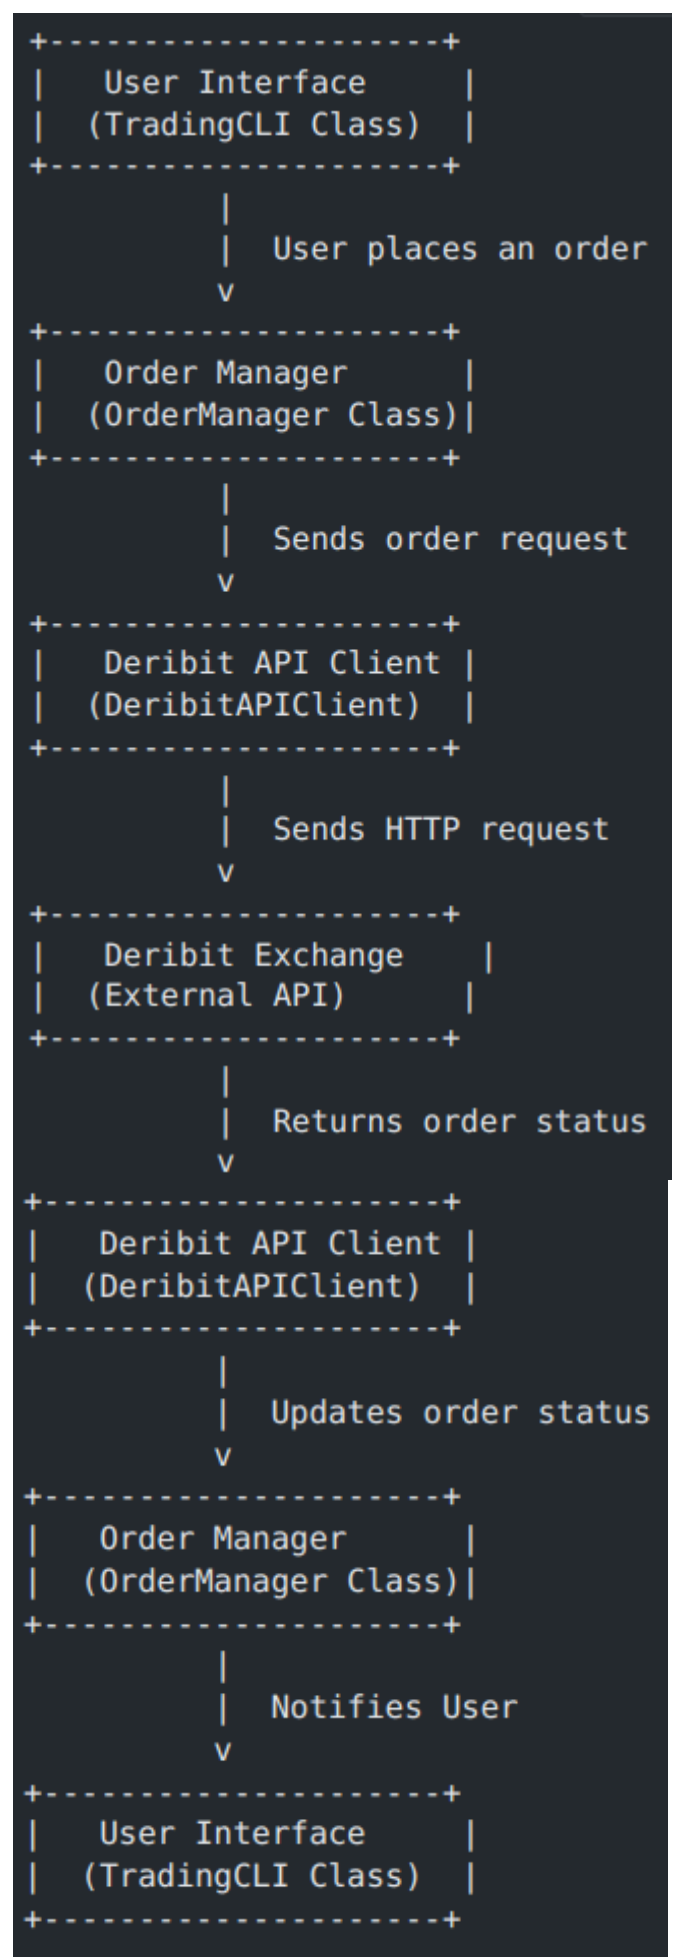 +---------------------+
|   User Interface     |
|  (TradingCLI Class)  |
+---------------------+
          |
          |  User places an order
          v
+---------------------+
|   Order Manager      |
|  (OrderManager Class)|
+---------------------+
          |
          |  Sends order request
          v
+---------------------+
|   Deribit API Client |
|  (DeribitAPIClient)  |
+---------------------+
          |
          |  Sends HTTP request
          v
+---------------------+
|   Deribit Exchange    |
|  (External API)      |
+---------------------+
          |
          |  Returns order status
          v
+---------------------+
|   Deribit API Client |
|  (DeribitAPIClient)  |
+---------------------+
          |
          |  Updates order status
          v
+---------------------+
|   Order Manager      |
|  (OrderManager Class)|
+---------------------+
          |
          |  Notifies User
          v
+---------------------+
|   User Interface     |
|  (TradingCLI Class)  |
+---------------------+